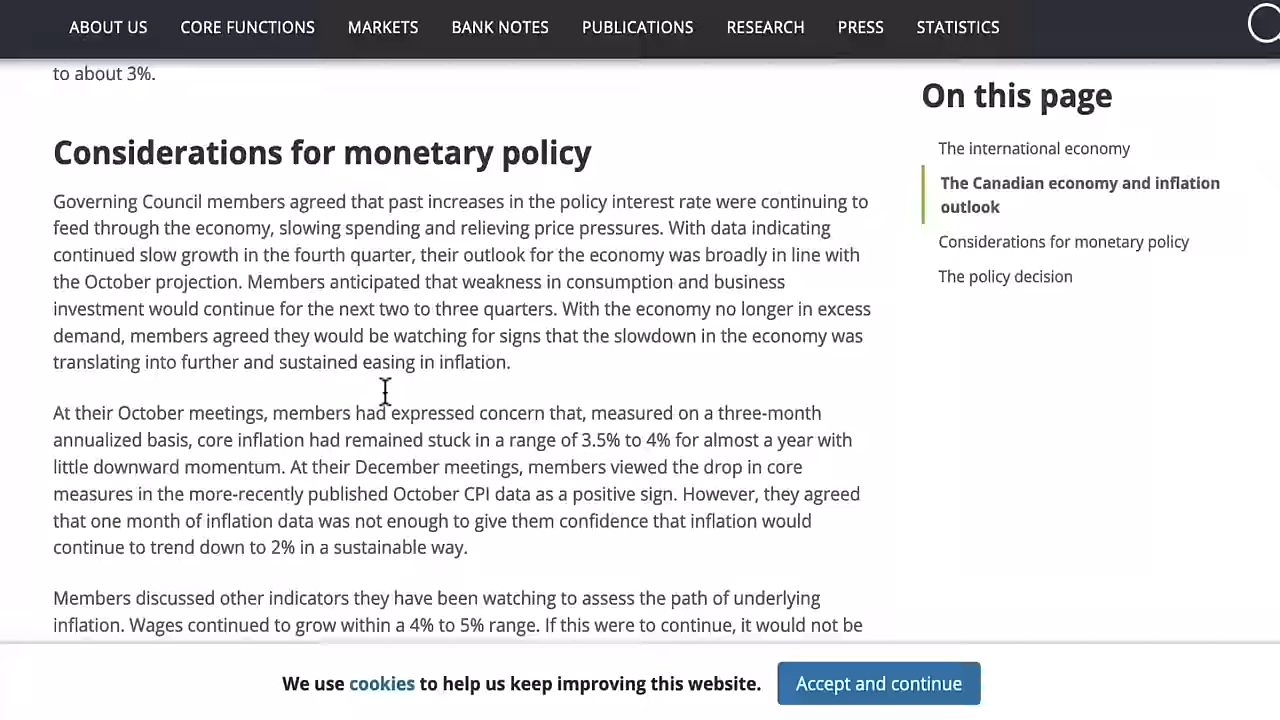 ABOUT US CORE FUNCTIONS MARKETS BANK NOTES PUBLICATIONS RESEARCH PRESS STATISTICS
to about 3%.
Considerations for monetary policy
Governing Council members agreed that past increases in the policy interest rate were continuing to
feed through the economy, slowing spending and relieving price pressures. With data indicating
continued slow growth in the fourth quarter, their outlook for the economy was broadly in line with
the October projection. Members anticipated that weakness in consumption and business
investment would continue for the next two to three quarters. With the economy no longer in excess
demand, members agreed they would be watching for signs that the slowdown in the economy was
translating into further and sustained easing in inflation.
At their October meetings, members had expressed concern that, measured on a three-month
annualized basis, core inflation had remained stuck in a range of 3.5% to 4% for almost a year with
little downward momentum. At their December meetings, members viewed the drop in core
measures in the more-recently published October CPI data as a positive sign. However, they agreed
that one month of inflation data was not enough to give them confidence that inflation would
continue to trend down to 2% in a sustainable way.
Members discussed other indicators they have been watching to assess the path of underlying
inflation. Wages continued to grow within a 4% to 5% range. If this were to continue, it would not be
On this page
The international economy
The Canadian economy and inflation
outlook
Considerations for monetary policy
The policy decision
We use cookies to help us keep improving this website. Accept and continue